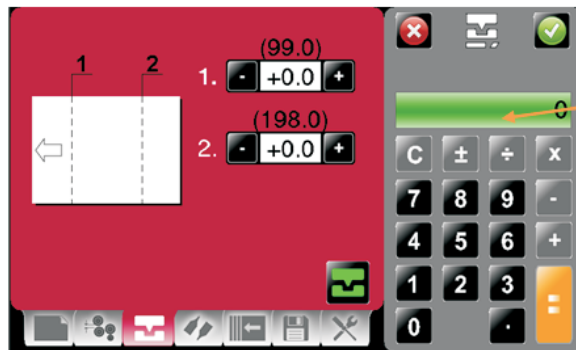 1 2
(99.0)
1. - +0.0 +
(198.0)
2. - +0.0 +
0
C ± ÷ x
7 8 9 -
4 5 6 +
1 2 3 =
0 .